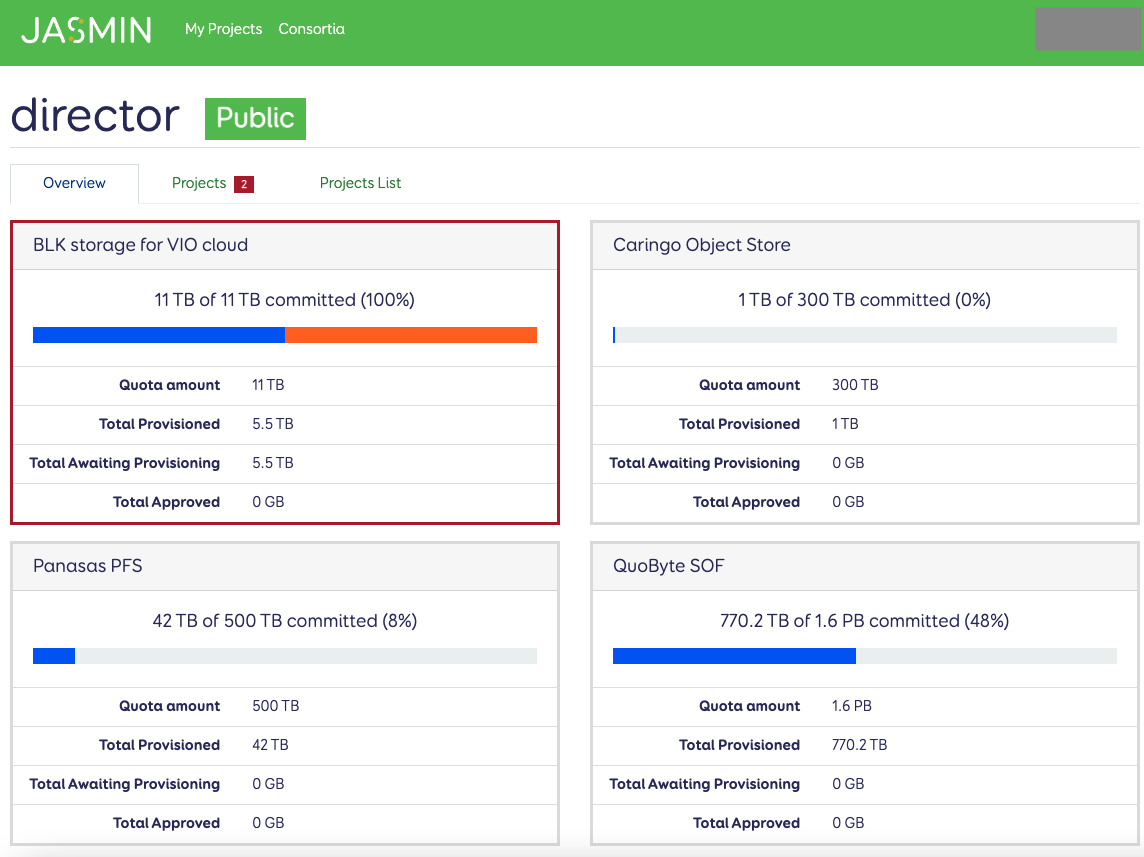 JASMIN My Projects Consortia
director Public
Overview Projects 2 Projects List
BLK storage for VIO cloud
11 TB of 11 TB committed (100%)
Quota amount 11 TB
Total Provisioned 5.5 TB
Total Awaiting Provisioning 5.5 TB
Total Approved 0 GB
Caringo Object Store
1 TB of 300 TB committed (0%)
Quota amount 300 TB
Total Provisioned 1 TB
Total Awaiting Provisioning 0 GB
Total Approved 0 GB
Panasas PFS
42 TB of 500 TB committed (8%)
Quota amount 500 TB
Total Provisioned 42 TB
Total Awaiting Provisioning 0 GB
Total Approved 0 GB
QuoByte SOF
770.2 TB of 1.6 PB committed (48%)
Quota amount 1.6 PB
Total Provisioned 770.2 TB
Total Awaiting Provisioning 0 GB
Total Approved 0 GB